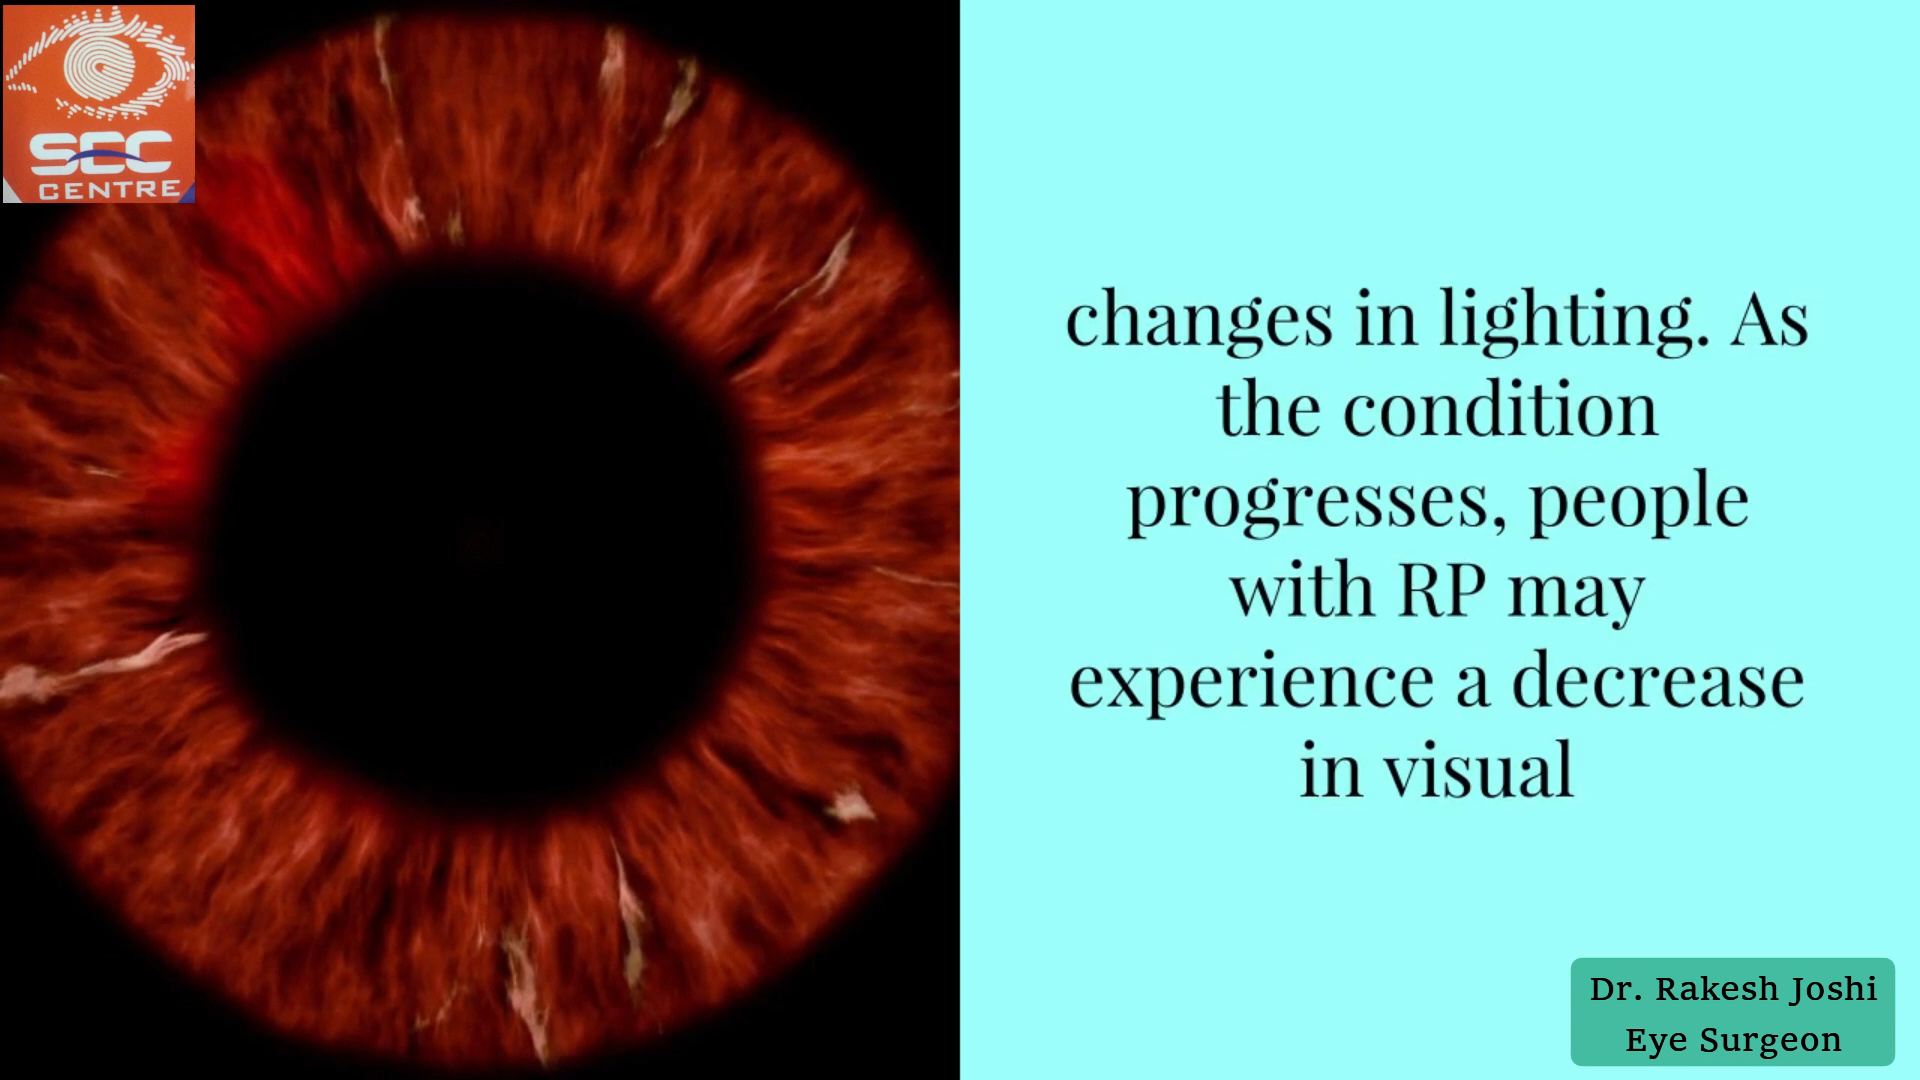 SEC
CENTRE
changes in lighting. As
the condition
progresses, people
with RP may
experience a decrease
in visual
Dr. Rakesh Joshi
Eye Surgeon